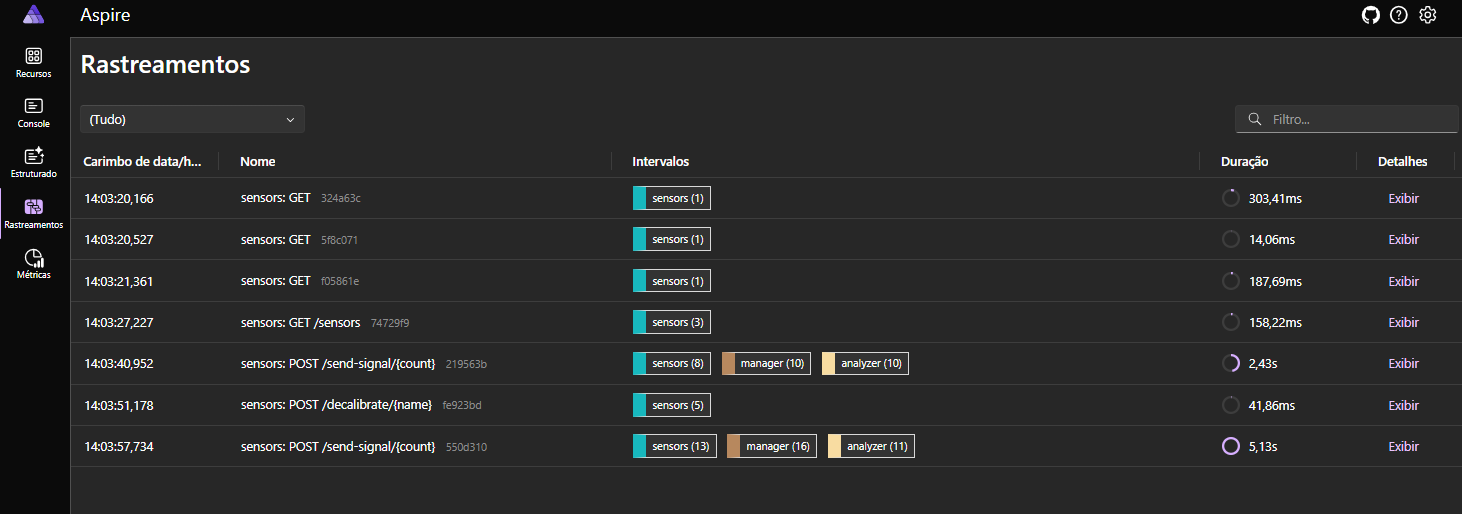 Aspire
Recursos
Console
Estruturado
Rastreamentos
Métricas
Rastreamentos
(Tudo)
Filtro...
Carimbo de data/h... Nome Intervalos Duração Detalhes
14:03:20,166 sensors: GET 324a63c sensors (1) 303,41ms Exibir
14:03:20,527 sensors: GET 5f8c071 sensors (1) 14,06ms Exibir
14:03:21,361 sensors: GET f05861e sensors (1) 187,69ms Exibir
14:03:27,227 sensors: GET /sensors 74729f9 sensors (3) 158,22ms Exibir
14:03:40,952 sensors: POST /send-signal/{count} 219563b sensors (8) manager (10) analyzer (10) 2,43s Exibir
14:03:51,178 sensors: POST /decalibrate/{name} fe923bd sensors (5) 41,86ms Exibir
14:03:57,734 sensors: POST /send-signal/{count} 550d310 sensors (13) manager (16) analyzer (11) 5,13s Exibir